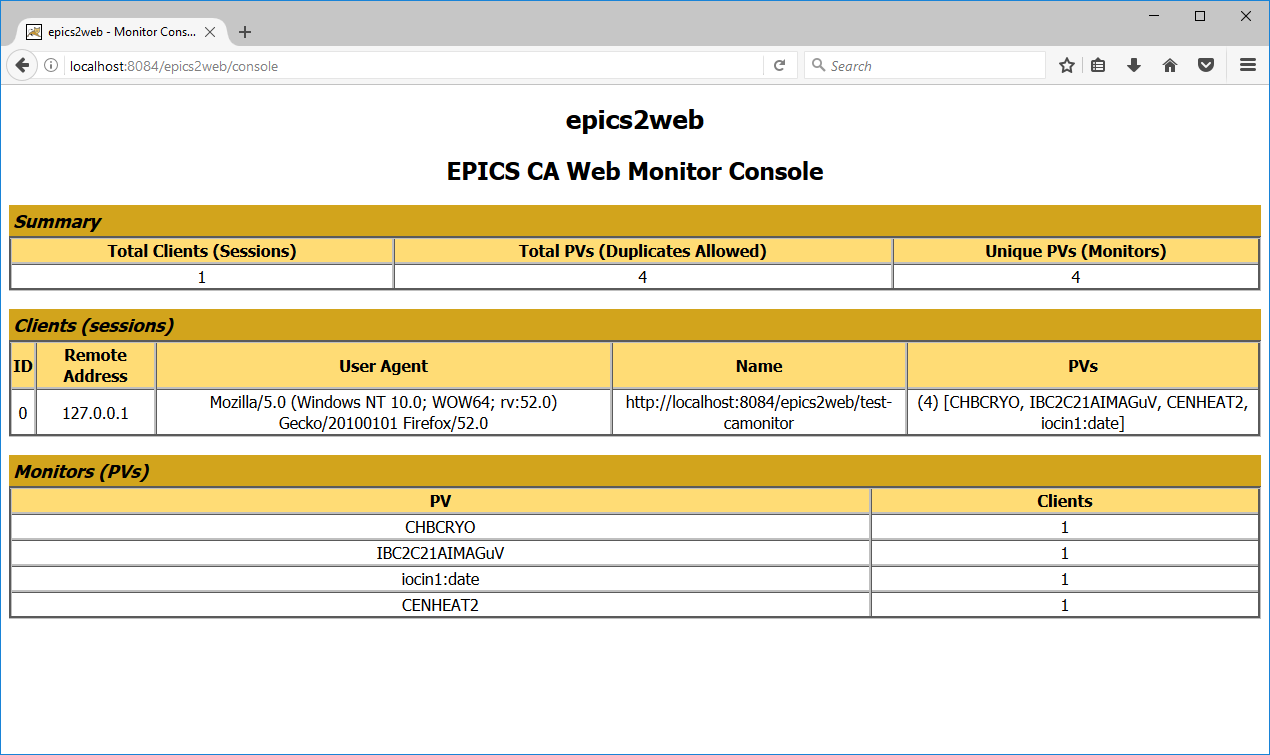 epics2web - Monitor Cons...
localhost:8084/epics2web/console
Search
epics2web
EPICS CA Web Monitor Console
Summary
Total Clients (Sessions) Total PVs (Duplicates Allowed) Unique PVs (Monitors)
1 4 4
Clients (sessions)
ID Remote Address User Agent Name PVs
0 127.0.0.1 Mozilla/5.0 (Windows NT 10.0; WOW64; rv:52.0) Gecko/20100101 Firefox/52.0 http://localhost:8084/epics2web/test-camonitor (4) [CHBCRYO, IBC2C21AIMAGuV, CENHEAT2, iocin1:date]
Monitors (PVs)
PV Clients
CHBCRYO 1
IBC2C21AIMAGuV 1
iocin1:date 1
CENHEAT2 1